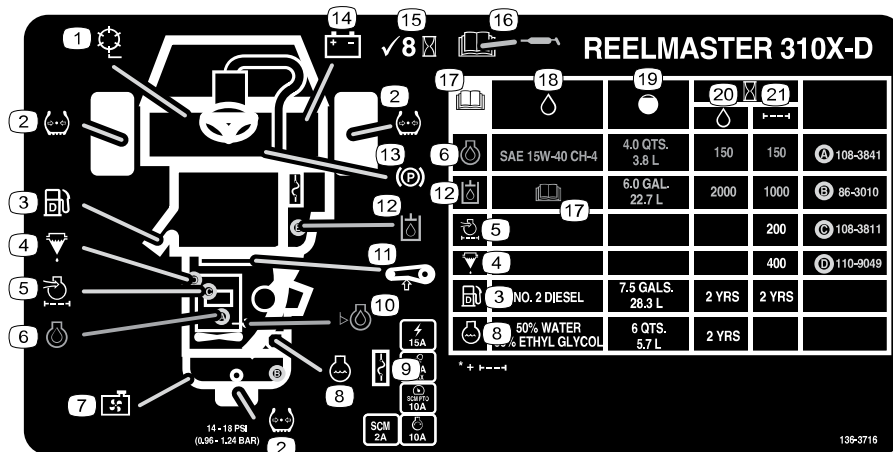 14 15 16
1
✓8
REELMASTER 310X-D
2
2
17 18 19
20 21
13
6 SAE 15W-40 CH-4 4.0 QTS. 3.8 L 150 150 A 108-3841
12 17 6.0 GAL. 22.7 L 2000 1000 B 86-3010
5 200 C 108-3811
4 400 D 110-9049
3 NO. 2 DIESEL 7.5 GALS. 28.3 L 2 YRS 2 YRS
8 50% WATER ETHYL GLYCOL 6 QTS. 5.7 L 2 YRS
P
3 D
12
4
11
5 C
10
6 A
15A
9
8
7
B
SCM PTO
10A
14 - 18 PSI
(0.96 - 1.24 BAR)
2
SCM
2A
10A
* +
136-3716